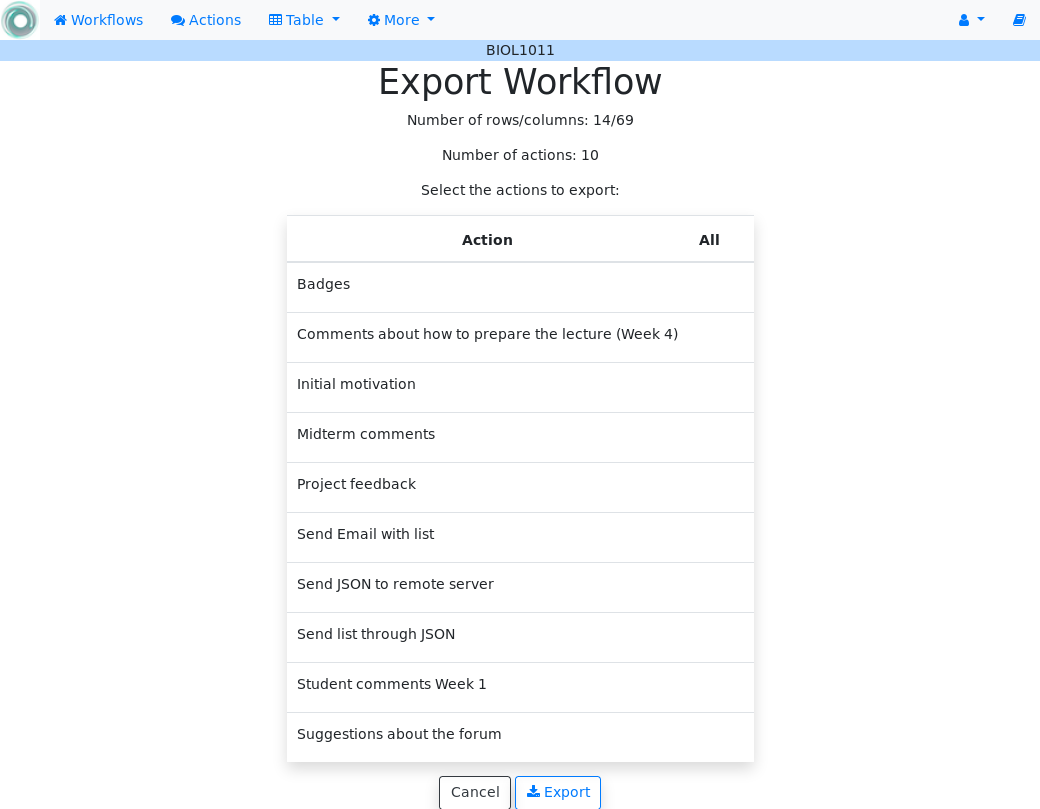 Workflows Actions Table More
BIOL1011
Export Workflow
Number of rows/columns: 14/69
Number of actions: 10
Select the actions to export:
Action All
Badges
Comments about how to prepare the lecture (Week 4)
Initial motivation
Midterm comments
Project feedback
Send Email with list
Send JSON to remote server
Send list through JSON
Student comments Week 1
Suggestions about the forum
Cancel Export